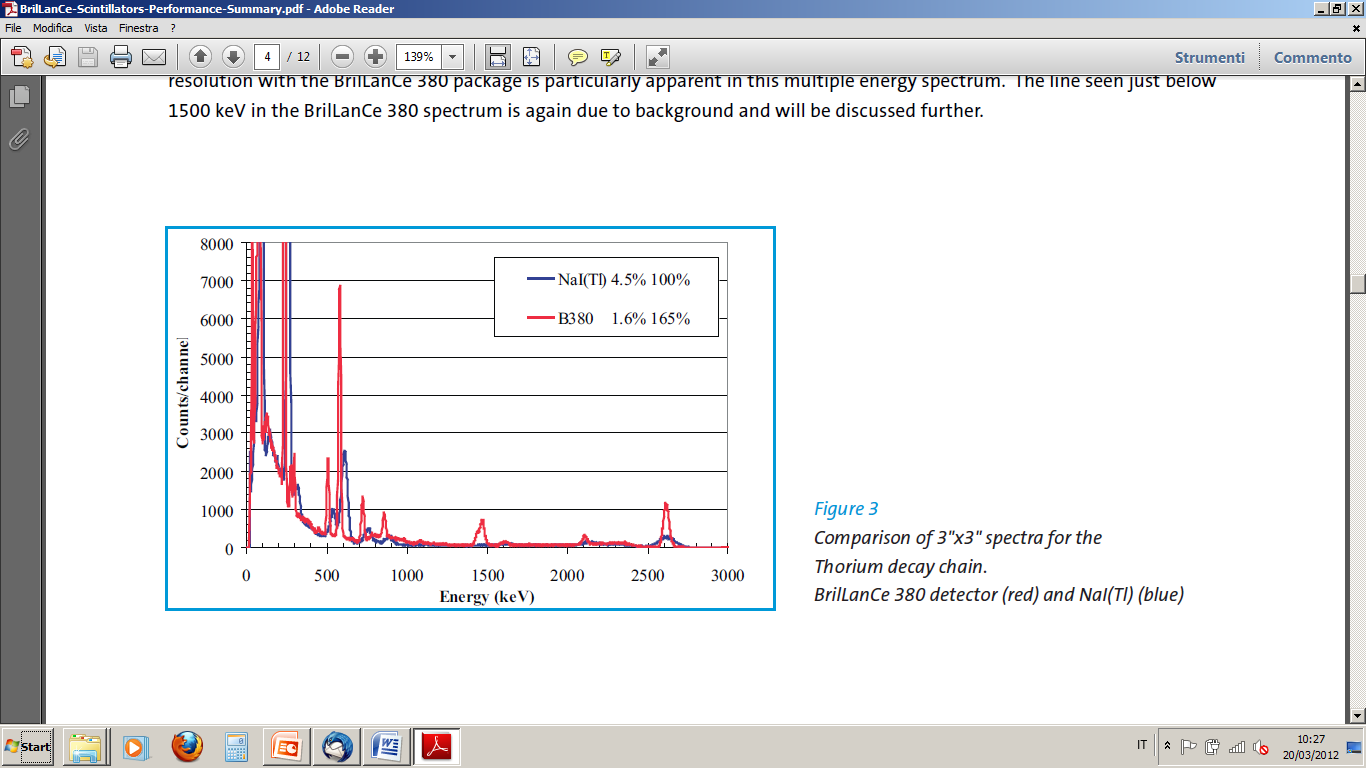 BrilLanCe-Scintillators-Performance-Summary.pdf - Adobe Reader
File Modifica Vista Finestra ?
4 / 12 139% Strumenti Commento
resolution with the BrilLanCe 380 package is particularly apparent in this multiple energy spectrum. The line seen just below
1500 keV in the BrilLanCe 380 spectrum is again due to background and will be discussed further.
8000
7000
6000
5000
4000
3000
2000
1000
0
Counts/channel
NaI(Tl) 4.5% 100%
B380 1.6% 165%
0 500 1000 1500 2000 2500 3000
Energy (keV)
Figure 3
Comparison of 3"x3" spectra for the
Thorium decay chain.
BrilLanCe 380 detector (red) and NaI(Tl) (blue)
Start
IT
10:27
20/03/2012